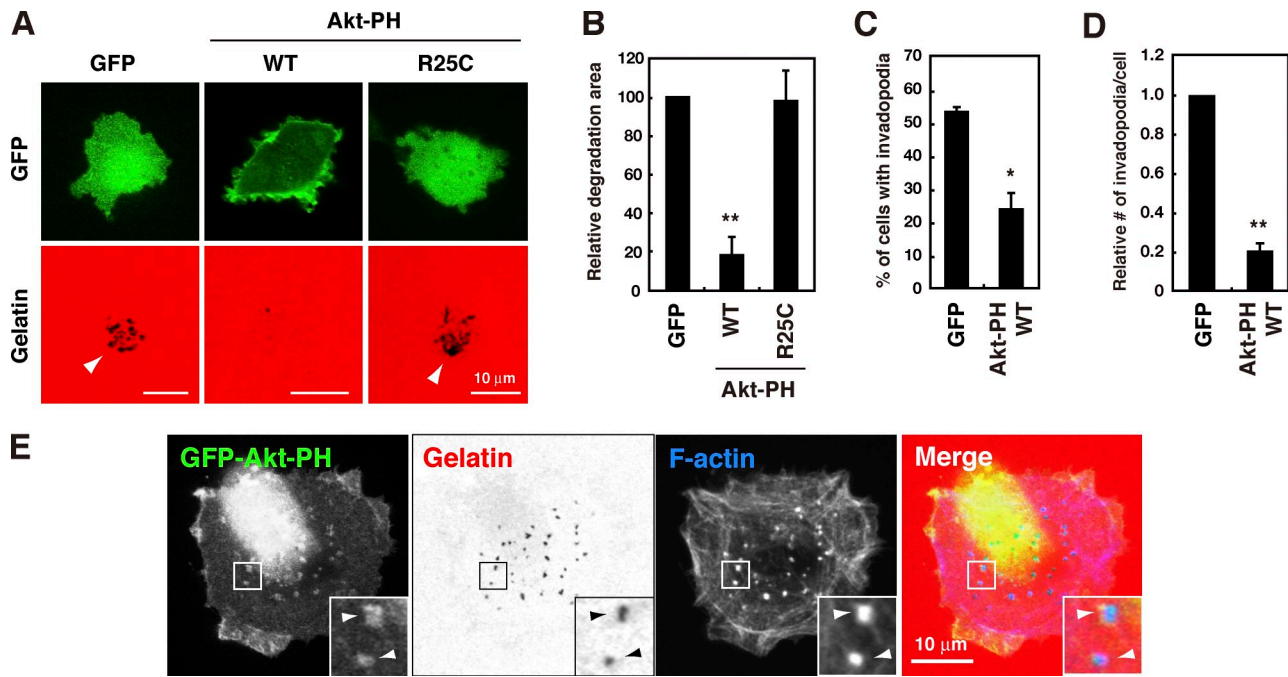 A
Akt-PH
GFP
WT
R25C
GFP
Gelatin
10 μm
B
Relative degradation area
120
100
80
60
40
20
0
**
GFP
WT
R25C
Akt-PH
C
% of cells with invadopodia
70
60
50
40
30
20
10
0
*
GFP
Akt-PH
WT
D
Relative # of invadopodia/cell
1.2
1.0
0.8
0.6
0.4
0.2
0
**
GFP
Akt-PH
WT
E
GFP-Akt-PH
Gelatin
F-actin
Merge
10 μm